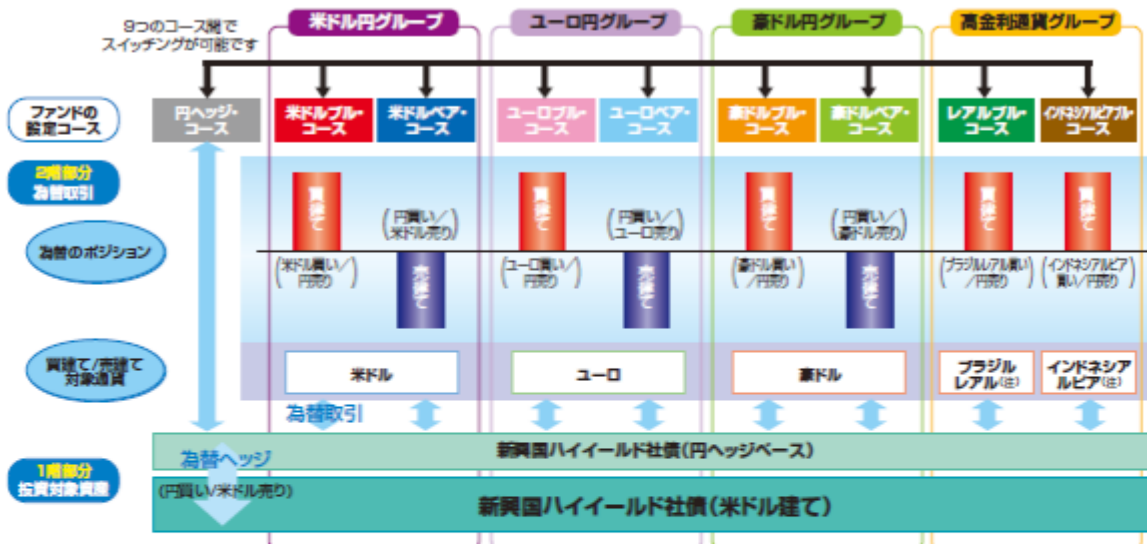 9つのコース間で
スイッチングが可能です
米ドル円グループ
ユーロ円グループ
豪ドル円グループ
高金利通貨グループ
ファンドの
設定コース
円ヘッジ・
コース
米ドルブル・
コース
米ドルベア・
コース
ユーロブル・
コース
ユーロベア・
コース
豪ドルブル・
コース
豪ドルベア・
コース
レアルブル・
コース
インドネシアルピアブル・
コース
2階部分
為替取引
為替のポジション
買建て
(米ドル買い/
円売り)
(円買い/
米ドル売り)
売建て
買建て
(ユーロ買い/
円売り)
(円買い/
ユーロ売り)
売建て
買建て
(豪ドル買い
/円売り)
(円買い/
豪ドル売り)
売建て
買建て
(ブラジルレアル買い
/円売り)
買建て
(インドネシアルピア
買い/円売り)
買建て/売建て
対象通貨
米ドル
ユーロ
豪ドル
ブラジル
レアル(注)
インドネシア
ルピア(注)
為替取引
1階部分
投資対象資産
新興国ハイイールド社債(円ヘッジベース)
為替ヘッジ
(円買い/米ドル売り)
新興国ハイイールド社債(米ドル建て)